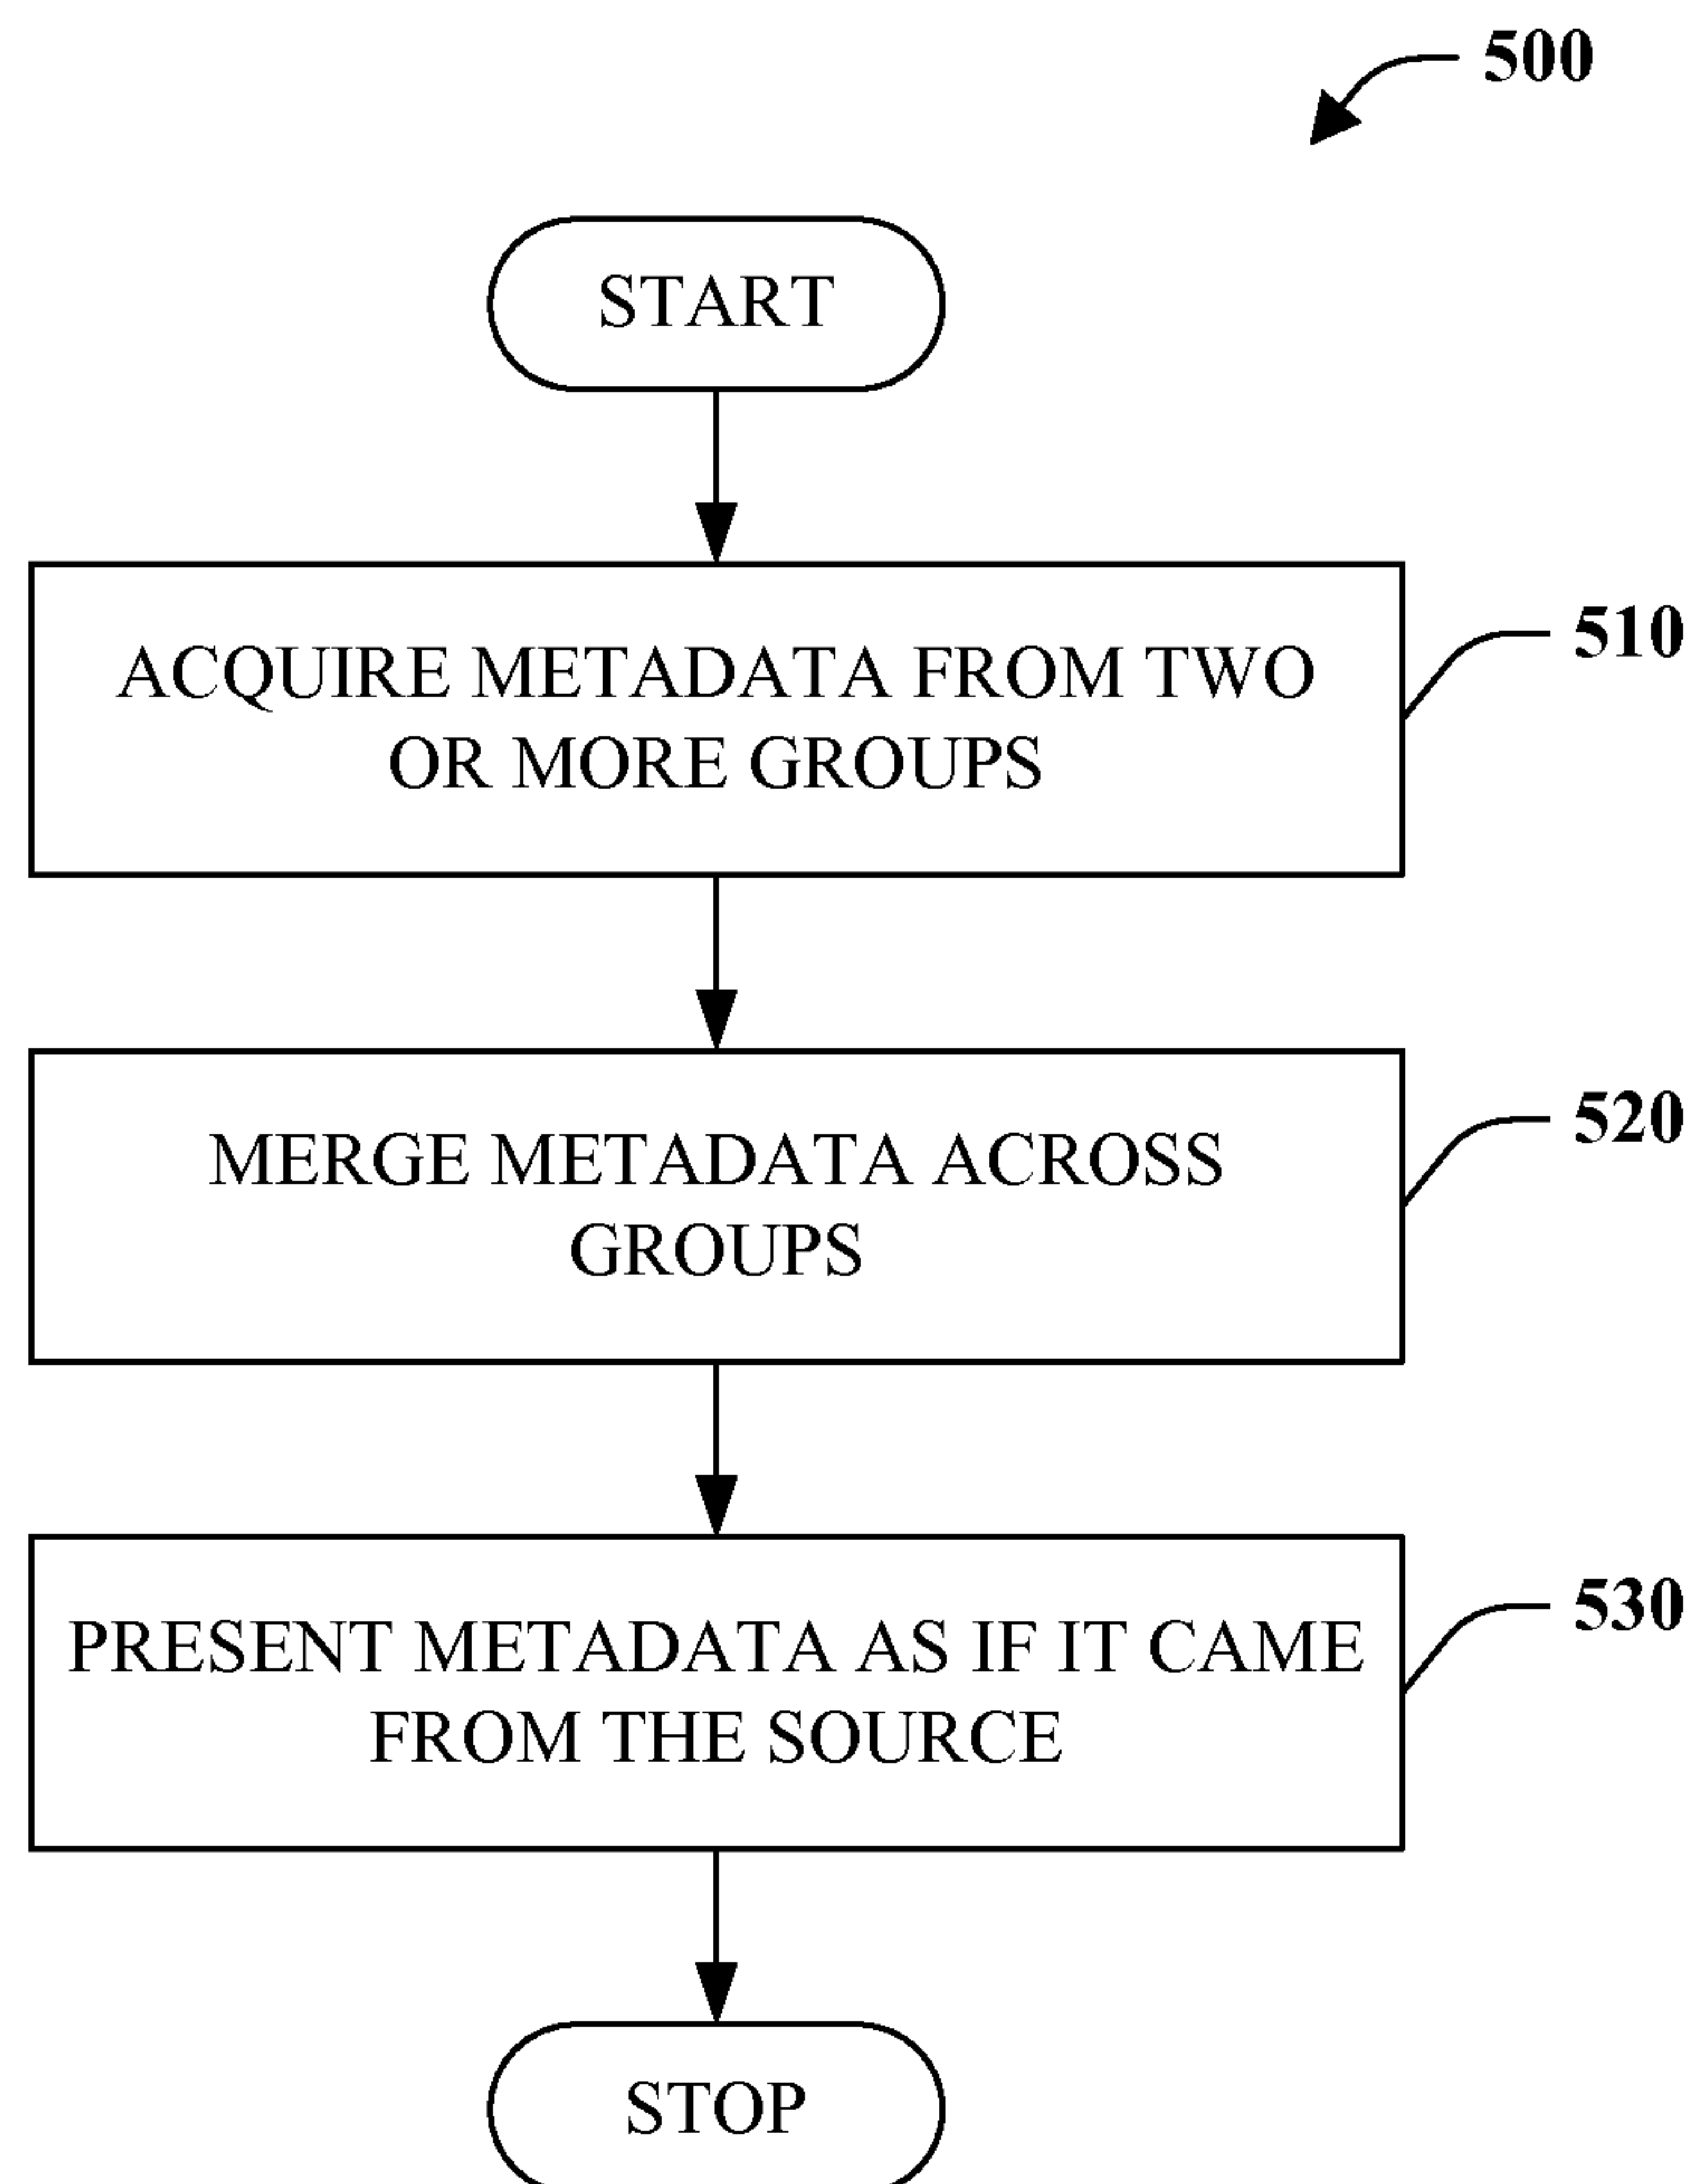 500
START
ACQUIRE METADATA FROM TWO
OR MORE GROUPS
510
MERGE METADATA ACROSS
GROUPS
520
PRESENT METADATA AS IF IT CAME
FROM THE SOURCE
530
STOP